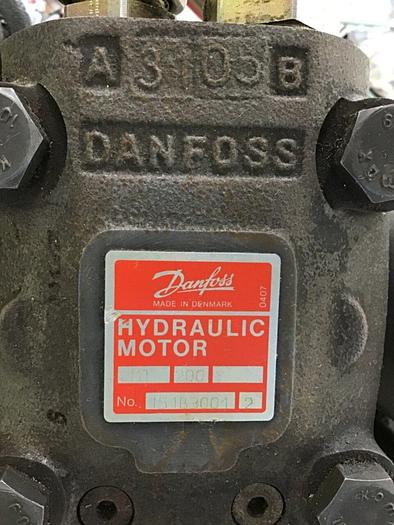 A 3105 B
DANFOSS
Danfoss
MADE IN DENMARK
0407
HYDRAULIC
MOTOR
No. 151B3001 2